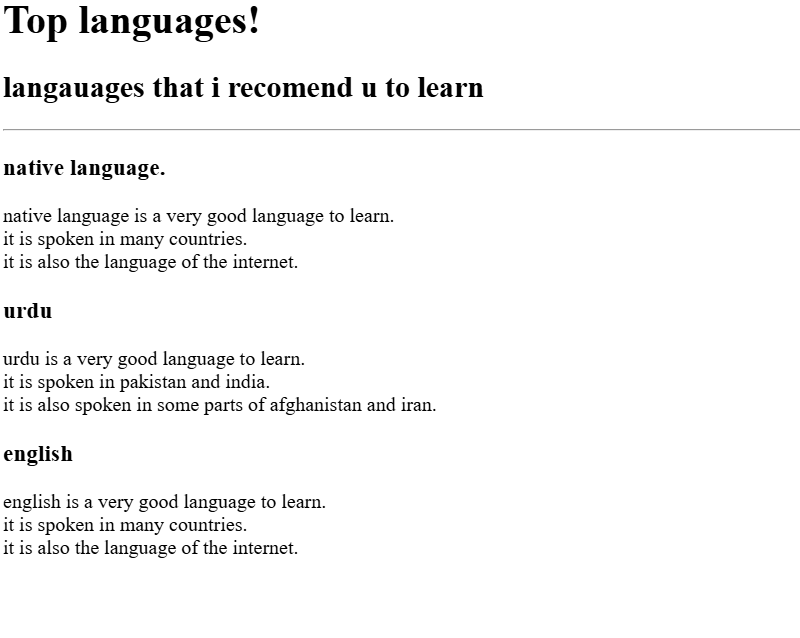 Top languages!
langauages that i recomend u to learn
native language.
native language is a very good language to learn.
it is spoken in many countries.
it is also the language of the internet.
urdu
urdu is a very good language to learn.
it is spoken in pakistan and india.
it is also spoken in some parts of afghanistan and iran.
english
english is a very good language to learn.
it is spoken in many countries.
it is also the language of the internet.